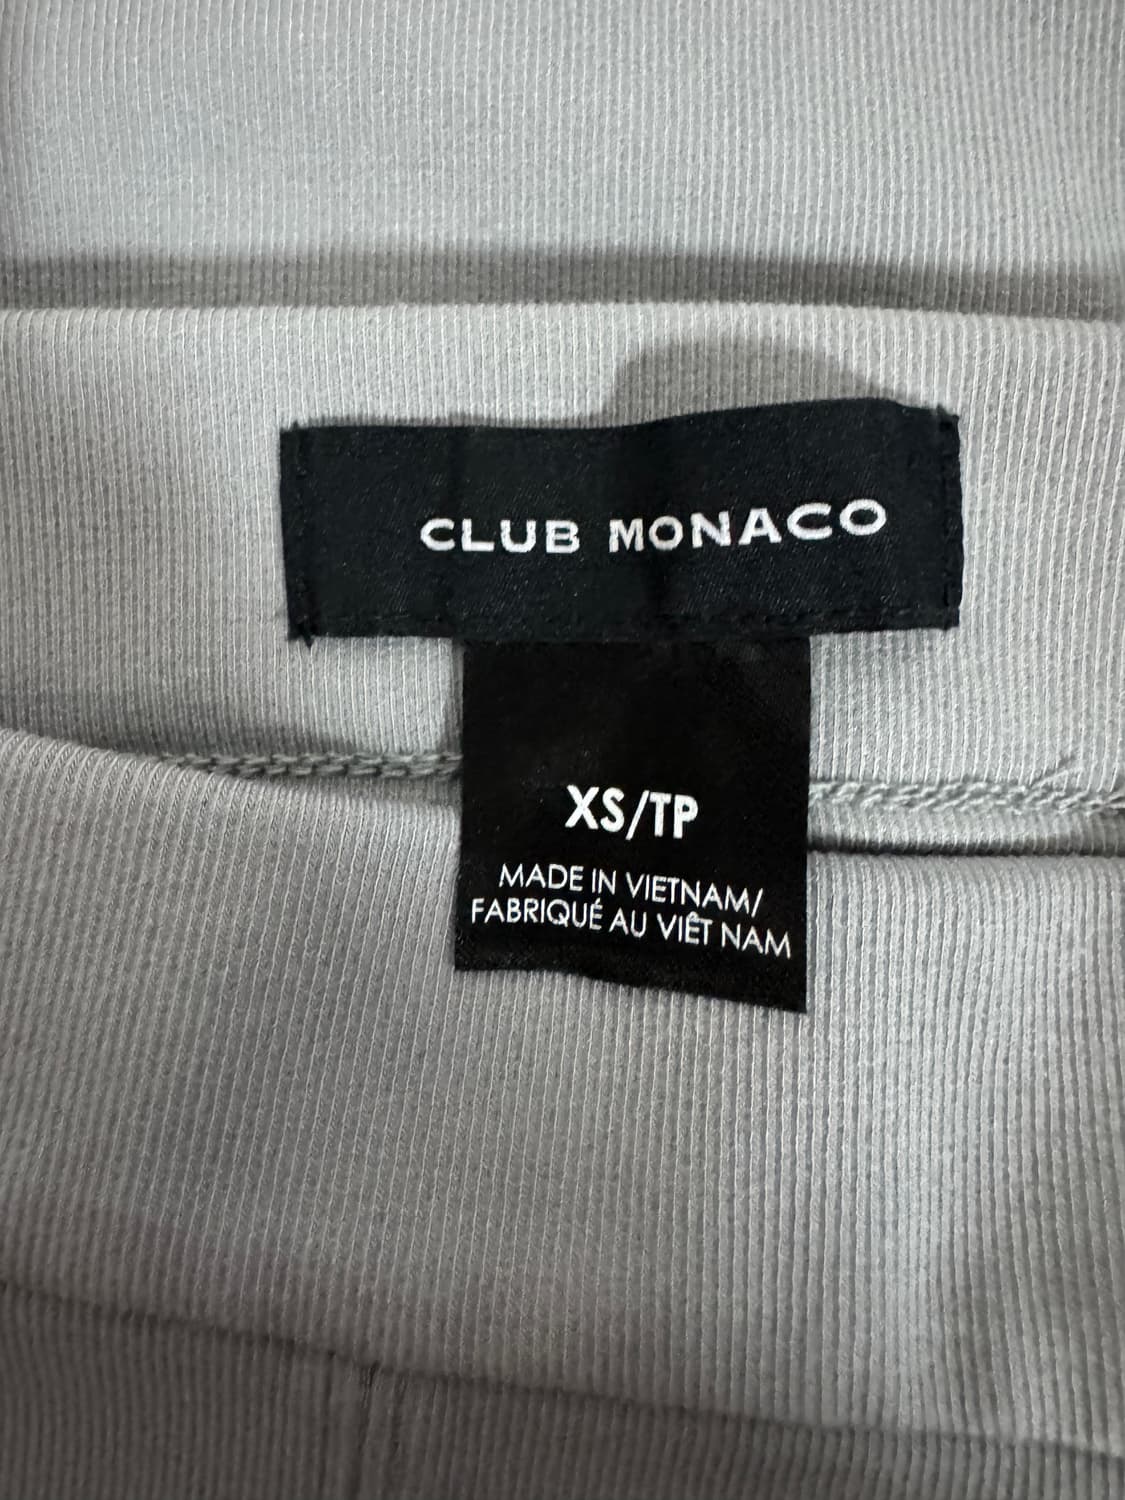 CLUB MONACO
XS/TP
MADE IN VIETNAM/
FABRIQUÉ AU VIÊT NAM